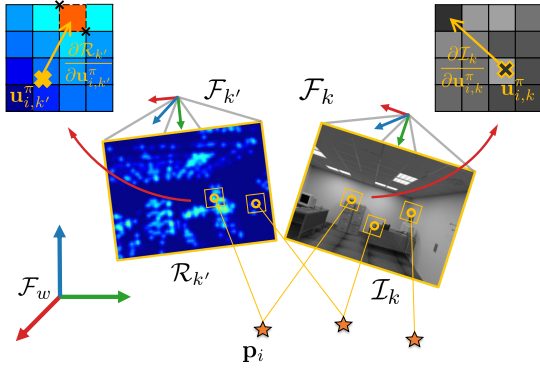 ∂ℛ_{k'} / ∂𝐮^π_{i,k'}
𝐮^π_{i,k'}
∂ℐ_k / ∂𝐮^π_{i,k}
𝐮^π_{i,k}
ℱ_{k'}
ℱ_k
ℱ_w
ℛ_{k'}
ℐ_k
𝐩_i